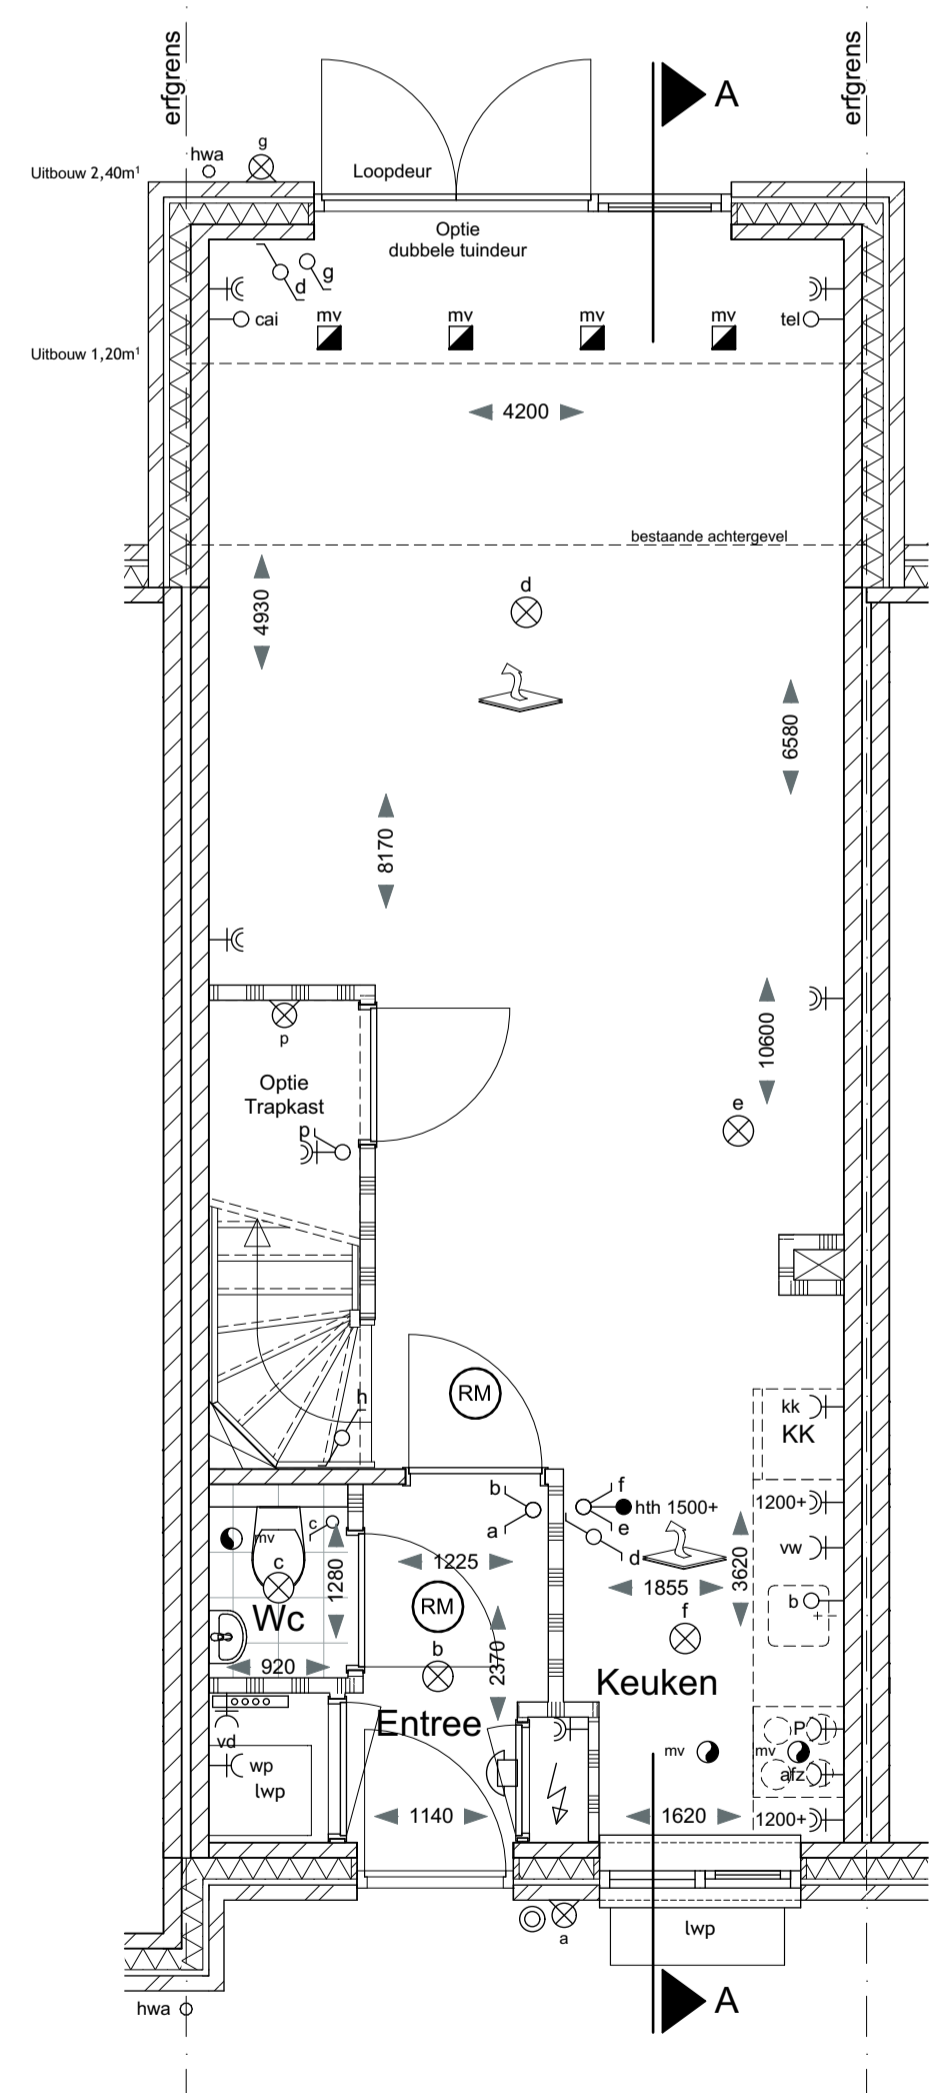 erfgrens
erfgrens
A
hwa
g
Uitbouw 2,40m¹
Loopdeur
Optie
dubbele tuindeur
d
g
cai
mv
mv
mv
mv
tel
Uitbouw 1,20m¹
4200
bestaande achtergevel
4930
d
6580
8170
10600
p
Optie
Trapkast
p
e
h
RM
kk
KK
b
a
f
hth 1500+
e
d
1200+
vw
c
mv
c
1280
1225
1855
3620
b
Wc
RM
f
920
b
2370
Keuken
Entree
vd
wp
lwp
mv
mv
P
afz
1140
1620
1200+
a
lwp
A
hwa